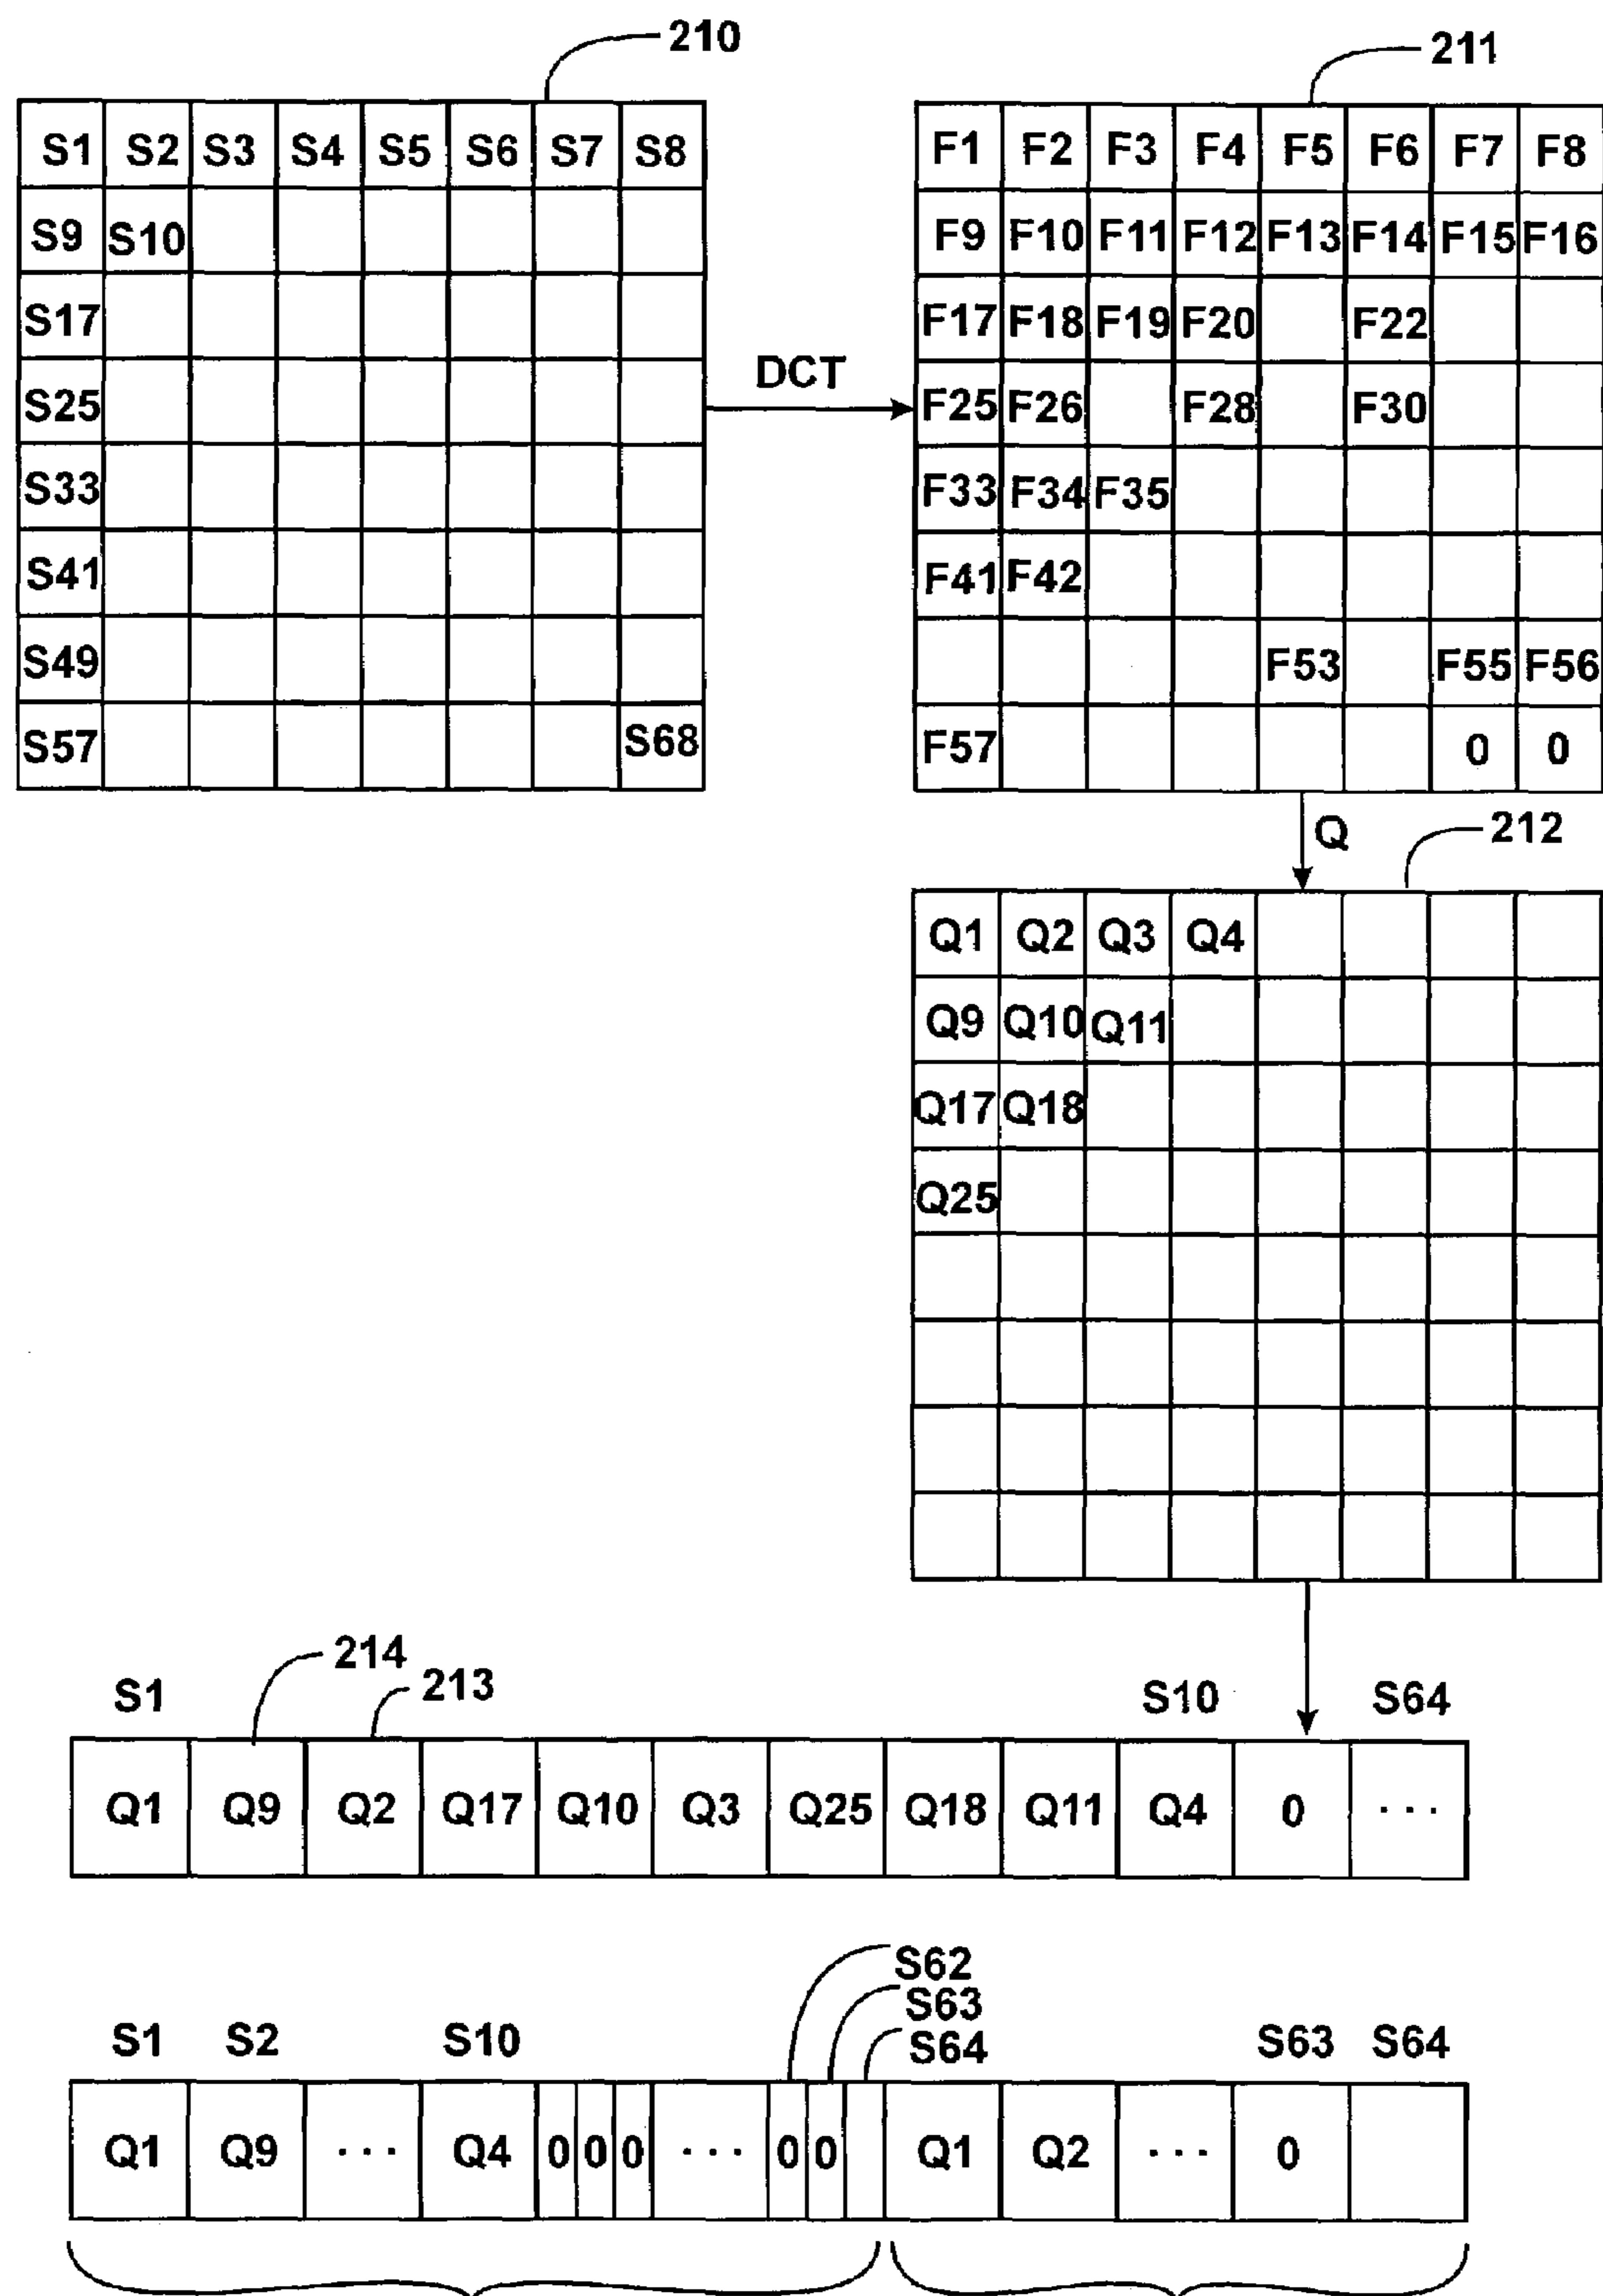 210
211
S1 S2 S3 S4 S5 S6 S7 S8
S9 S10
S17
S25
S33
S41
S49
S57 S68
DCT
F1 F2 F3 F4 F5 F6 F7 F8
F9 F10 F11 F12 F13 F14 F15 F16
F17 F18 F19 F20 F22
F25 F26 F28 F30
F33 F34 F35
F41 F42
F53 F55 F56
F57 0 0
Q
212
Q1 Q2 Q3 Q4
Q9 Q10 Q11
Q17 Q18
Q25
214
213
S1 S10 S64
Q1 Q9 Q2 Q17 Q10 Q3 Q25 Q18 Q11 Q4 0 ...
S62
S63
S64
S1 S2 S10 S63 S64
Q1 Q9 ... Q4 0 0 0 ... 0 0 Q1 Q2 ... 0